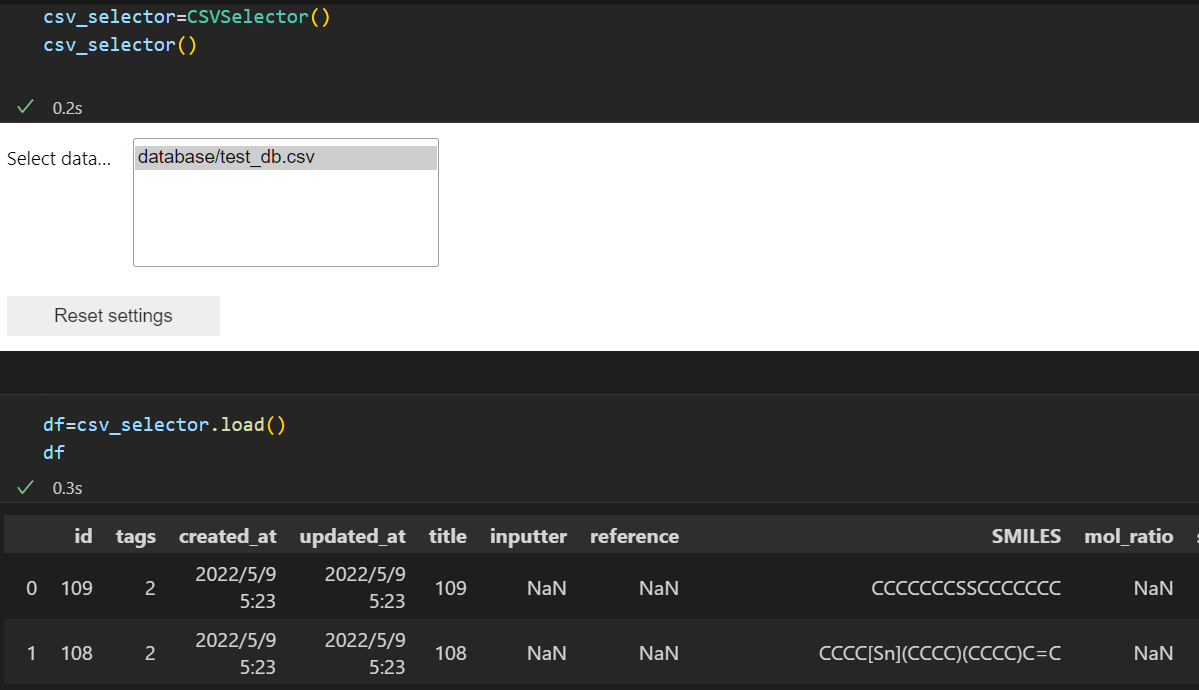 csv_selector=CSVSelector()
csv_selector()
0.2s
Select data...
database/test_db.csv
Reset settings
df=csv_selector.load()
df
0.3s
id tags created_at updated_at title inputter reference SMILES mol_ratio
0 109 2 2022/5/9 5:23 2022/5/9 5:23 109 NaN NaN CCCCCCCSSCCCCCCC NaN
1 108 2 2022/5/9 5:23 2022/5/9 5:23 108 NaN NaN CCCC[Sn](CCCC)(CCCC)C=C NaN